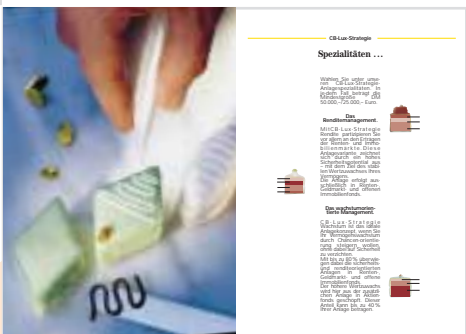 CB-Lux-Strategie
Spezialitäten ...
Wählen Sie unter unse-
ren CB-Lux-Strategie-
Anlagespezialitäten in
jedem Fall beträgt die
Mindestgröße DM
50.000,–/25.000,– Euro.
Das
Renditemanagement.
Mit CB-Lux-Strategie
Rendite partizipieren Sie
vor allem an den Erträgen
der Renten- und Immo-
bilienmärkte. Diese
Anlagevariante zeichnet
sich durch ein hohes
Sicherheitspotential aus
– mit dem Ziel des stabi-
len Wertzuwachses Ihres
Vermögens.
Die Anlage erfolgt aus-
schließlich in Renten-,
Geldmarkt- und offenen
Immobilienfonds.
Das wachstumorien-
tierte Management.
CB-Lux-Strategie
Wachstum ist das ideale
Anlagekonzept, wenn Sie
Ihr Vermögenswachstum
durch Chancenorientie-
rung steigern wollen,
ohne dabei auf Sicherheit
zu verzichten.
Mit bis zu 80% überwie-
gen dabei die sicherheits-
und renditeorientierten
Anlagen in Renten-,
Geldmarkt- und offene
Immobilienfonds.
Der höhere Wertzuwachs
wird hier aus der zusätzli-
chen Anlage in Aktien-
fonds geschöpft. Dieser
Anteil kann bis zu 40%
Ihrer Anlage betragen.